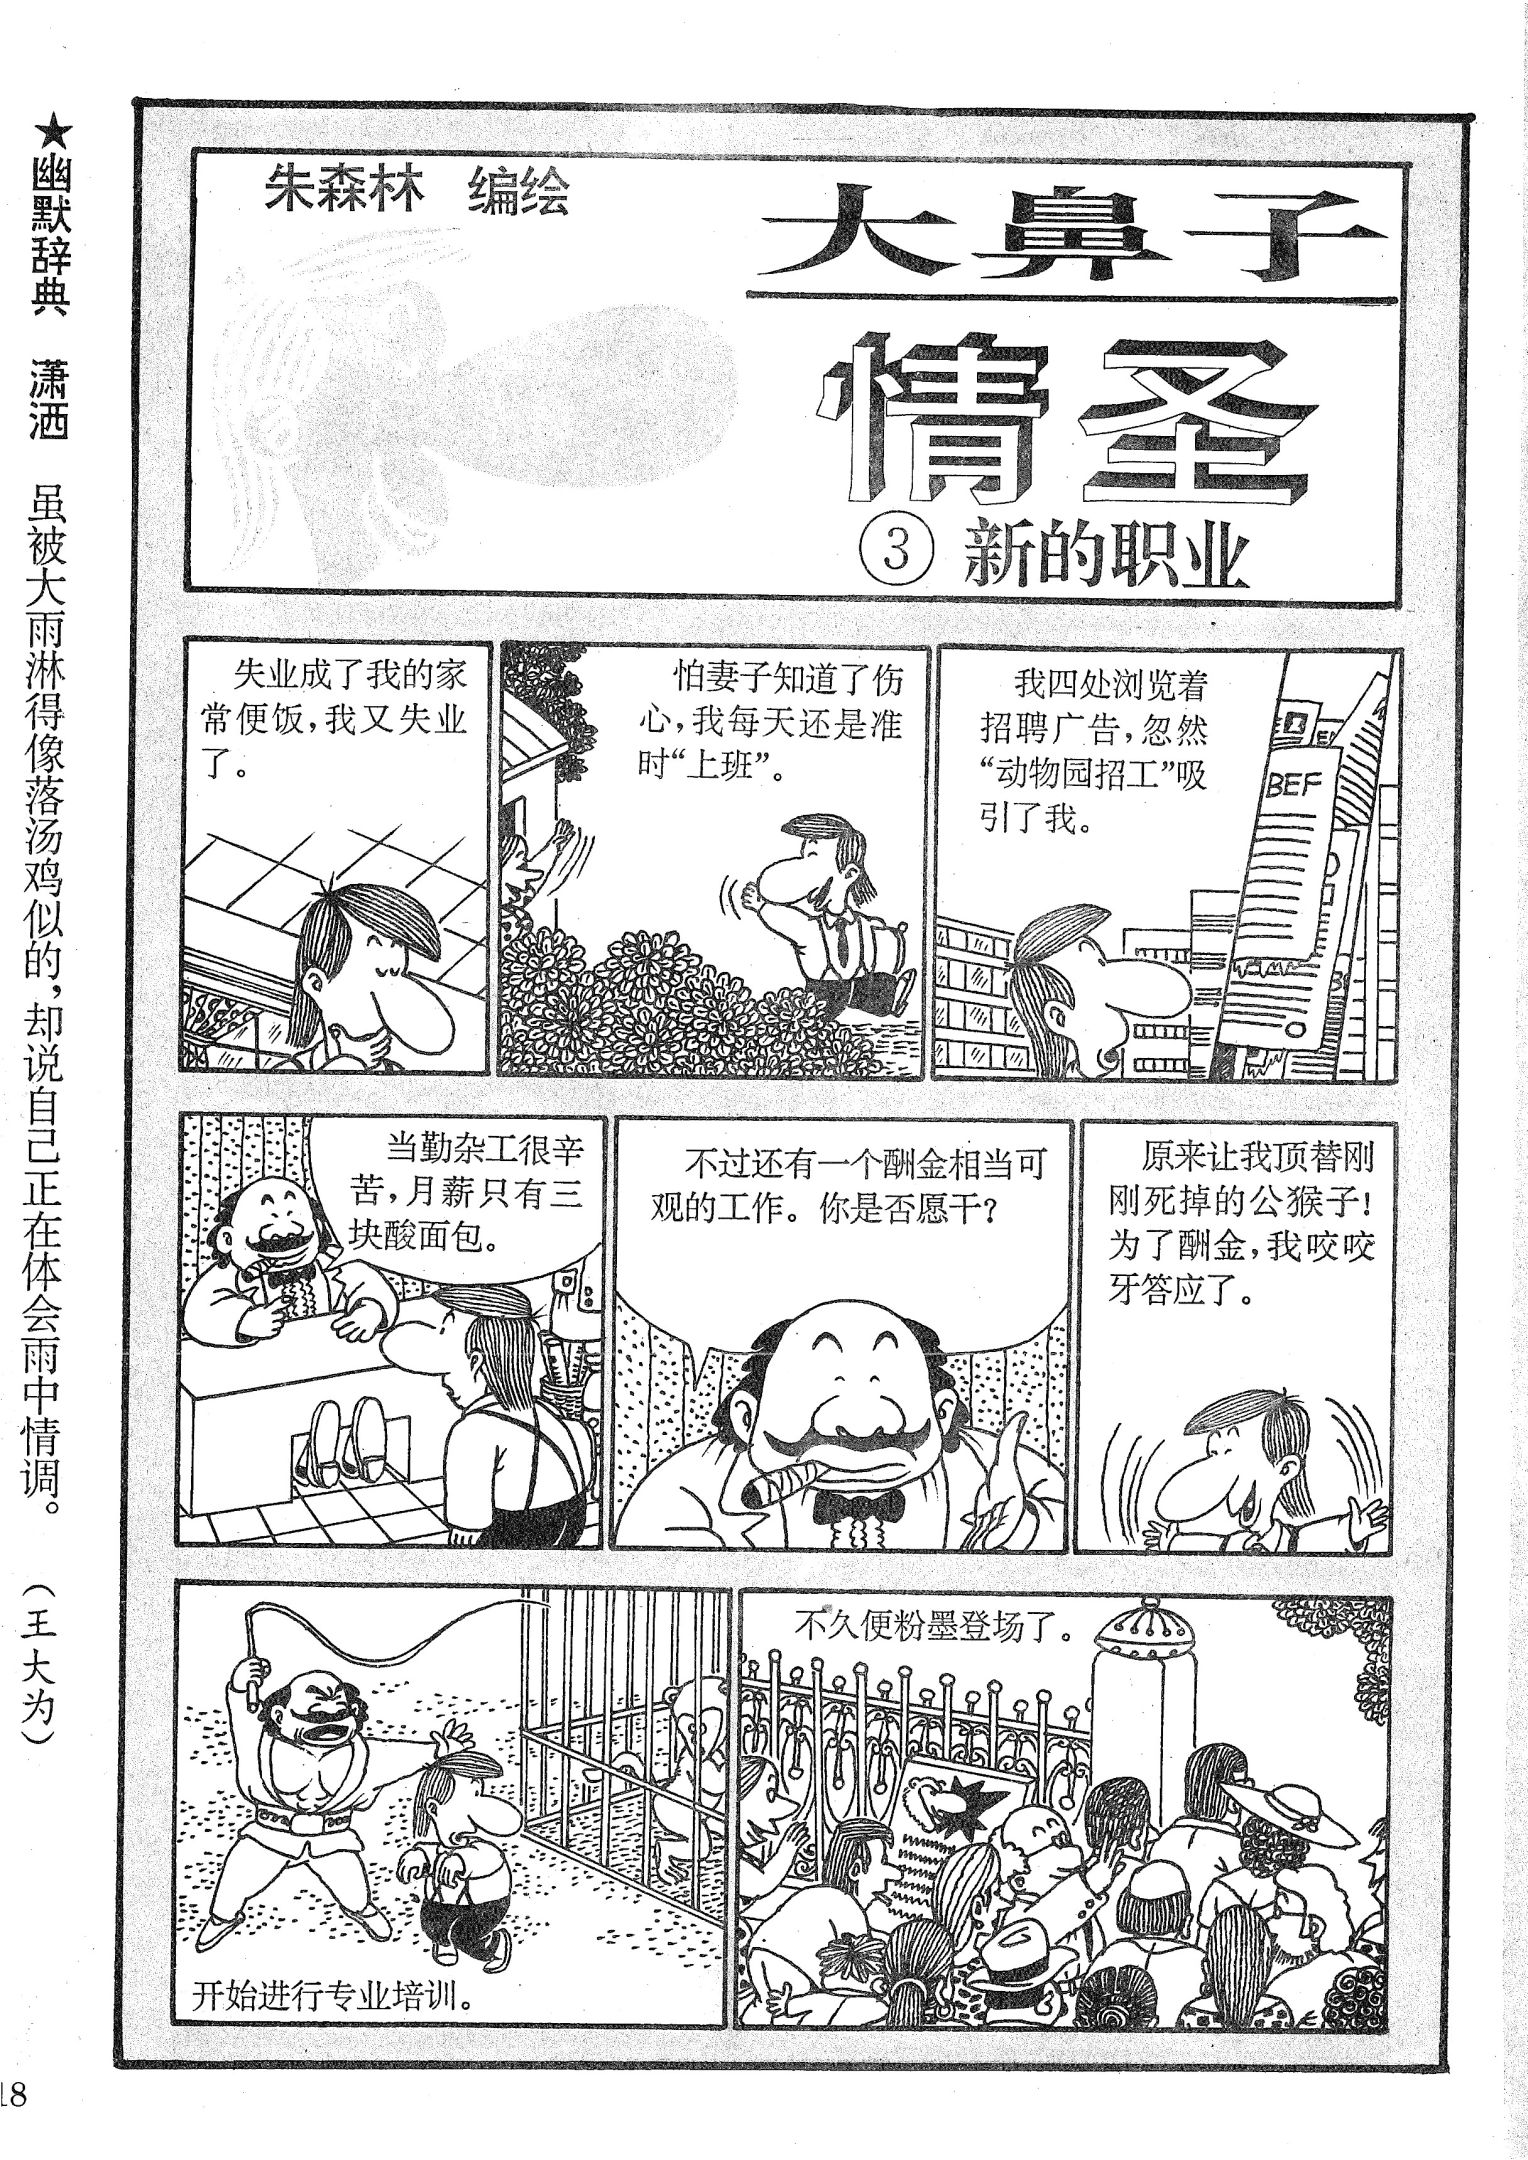 ★幽默辞典　潇洒　虽被大雨淋得像落汤鸡似的，却说自己正在体会雨中情调。　（王大为）
朱森林　编绘
大鼻子
情圣
③ 新的职业
失业成了我的家
常便饭，我又失业
了。
怕妻子知道了伤
心，我每天还是准
时“上班”。
我四处浏览着
招聘广告，忽然
“动物园招工”吸
引了我。
BEF
当勤杂工很辛
苦，月薪只有三
块酸面包。
不过还有一个酬金相当可
观的工作。你是否愿干？
原来让我顶替刚
刚死掉的公猴子！
为了酬金，我咬咬
牙答应了。
开始进行专业培训。
不久便粉墨登场了。
18